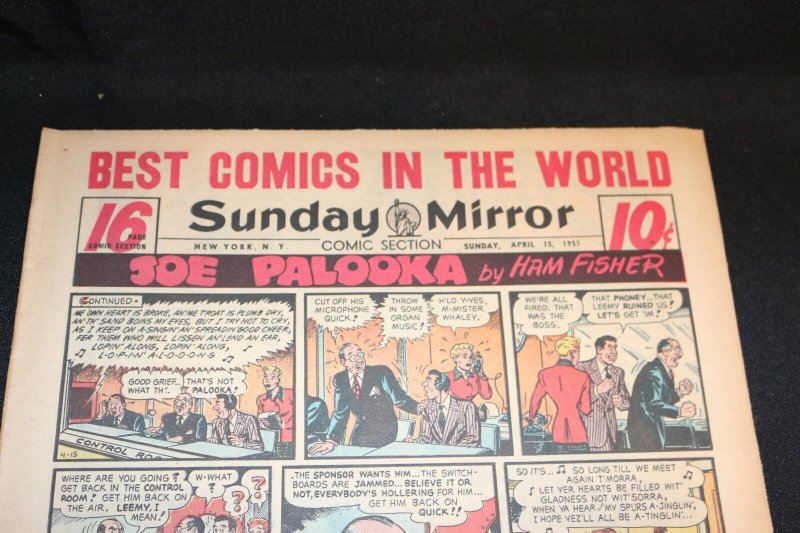 BEST COMICS IN THE WORLD
16
PAGE
COMIC SECTION
Sunday Mirror
10¢
NEW YORK, N. Y. COMIC SECTION SUNDAY, APRIL 15, 1951
JOE PALOOKA by HAM FISHER
CONTINUED-
ME OWN HEART IS BROKE, AN' ME TROAT IS PLUMB DRY,
AN' TH' SAND BOINS MY EYES, BUT I TRY NOT TO CRY,
AS I KEEP ON A-SINGIN' AN' SPREADIN' GOOD CHEER,
FER THEM WHO WILL LISSEN AN' LEND AN EAR,
LOPIN' ALONG, LOPIN' ALONG,
L-O-P-I-N' A-L-O-O-O-N-G
GOOD GRIEF..
WHAT TH'..
THAT'S NOT
PALOOKA!
CONTROL ROO
4-15
CUT OFF HIS
MICROPHONE
QUICK!
THROW
IN SOME
ORGAN
MUSIC!
H'LO Y-YES,
M-MISTER
WHALEY,
WE'RE ALL
FIRED. THAT
WAS THE
BOSS.
THAT PHONEY...THAT
LEEMY RUINED US!
LET'S GET 'IM!
WHERE ARE YOU GOING?
GET BACK IN THE CONTROL
ROOM! GET HIM BACK ON
THE AIR. LEEMY, I
MEAN!
W-WHAT?
?
?
?
..THE SPONSOR WANTS HIM...THE SWITCH-
BOARDS ARE JAMMED...BELIEVE IT OR
NOT, EVERYBODY'S HOLLERING FOR HIM...
GET HIM BACK ON
QUICK!!
SO IT'S... SO LONG TILL WE MEET
AGAIN T'MORRA,
LET YER HEARTS BE FILLED WIT'
GLADNESS NOT WIT' SORRA,
WHEN YA HEAR MY SPURS A-JINGLIN',
I HOPE YEZ'LL ALL BE A-TINGLIN'...